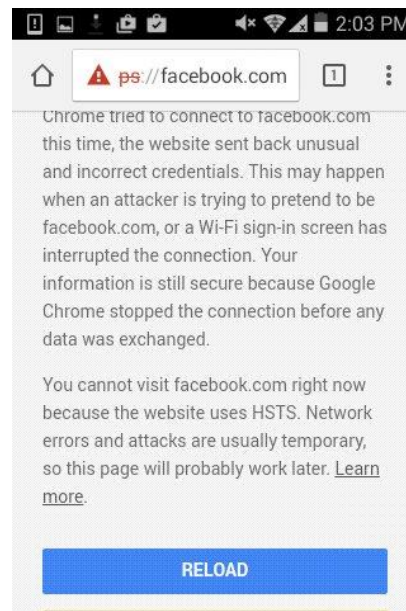 2:03 PM
ps://facebook.com
1
Chrome tried to connect to facebook.com
this time, the website sent back unusual
and incorrect credentials. This may happen
when an attacker is trying to pretend to be
facebook.com, or a Wi-Fi sign-in screen has
interrupted the connection. Your
information is still secure because Google
Chrome stopped the connection before any
data was exchanged.
You cannot visit facebook.com right now
because the website uses HSTS. Network
errors and attacks are usually temporary,
so this page will probably work later. Learn
more.
RELOAD